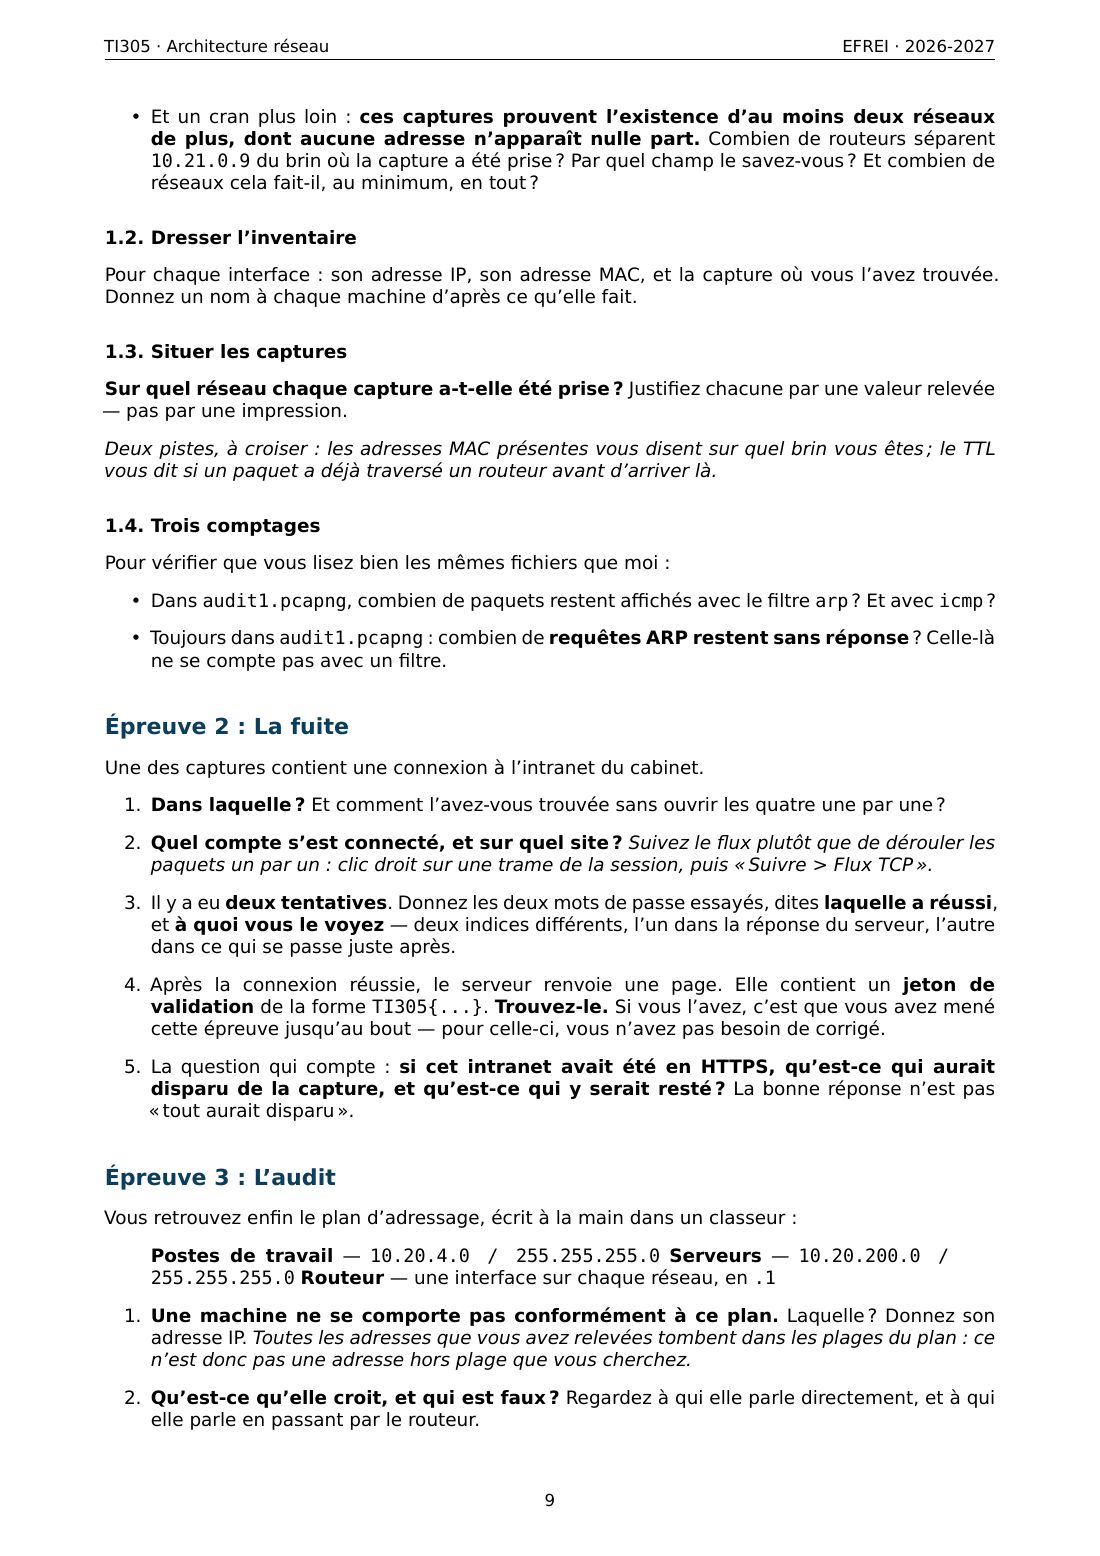 TI305 · Architecture réseau
EFREI · 2026-2027
• Et un cran plus loin : ces captures prouvent l’existence d’au moins deux réseaux
de plus, dont aucune adresse n’apparaît nulle part. Combien de routeurs séparent
10.21.0.9 du brin où la capture a été prise ? Par quel champ le savez-vous ? Et combien de
réseaux cela fait-il, au minimum, en tout ?
1.2. Dresser l’inventaire
Pour chaque interface : son adresse IP, son adresse MAC, et la capture où vous l’avez trouvée.
Donnez un nom à chaque machine d’après ce qu’elle fait.
1.3. Situer les captures
Sur quel réseau chaque capture a-t-elle été prise ? Justifiez chacune par une valeur relevée
— pas par une impression.
Deux pistes, à croiser : les adresses MAC présentes vous disent sur quel brin vous êtes ; le TTL
vous dit si un paquet a déjà traversé un routeur avant d’arriver là.
1.4. Trois comptages
Pour vérifier que vous lisez bien les mêmes fichiers que moi :
• Dans audit1.pcapng, combien de paquets restent affichés avec le filtre arp ? Et avec icmp ?
• Toujours dans audit1.pcapng : combien de requêtes ARP restent sans réponse ? Celle-là
ne se compte pas avec un filtre.
Épreuve 2 : La fuite
Une des captures contient une connexion à l’intranet du cabinet.
1. Dans laquelle ? Et comment l’avez-vous trouvée sans ouvrir les quatre une par une ?
2. Quel compte s’est connecté, et sur quel site ? Suivez le flux plutôt que de dérouler les
paquets un par un : clic droit sur une trame de la session, puis « Suivre > Flux TCP ».
3. Il y a eu deux tentatives. Donnez les deux mots de passe essayés, dites laquelle a réussi,
et à quoi vous le voyez — deux indices différents, l’un dans la réponse du serveur, l’autre
dans ce qui se passe juste après.
4. Après la connexion réussie, le serveur renvoie une page. Elle contient un jeton de
validation de la forme TI305{...}. Trouvez-le. Si vous l’avez, c’est que vous avez mené
cette épreuve jusqu’au bout — pour celle-ci, vous n’avez pas besoin de corrigé.
5. La question qui compte : si cet intranet avait été en HTTPS, qu’est-ce qui aurait
disparu de la capture, et qu’est-ce qui y serait resté ? La bonne réponse n’est pas
« tout aurait disparu ».
Épreuve 3 : L’audit
Vous retrouvez enfin le plan d’adressage, écrit à la main dans un classeur :
Postes de travail — 10.20.4.0 / 255.255.255.0 Serveurs — 10.20.200.0 /
255.255.255.0 Routeur — une interface sur chaque réseau, en .1
1. Une machine ne se comporte pas conformément à ce plan. Laquelle ? Donnez son
adresse IP. Toutes les adresses que vous avez relevées tombent dans les plages du plan : ce
n’est donc pas une adresse hors plage que vous cherchez.
2. Qu’est-ce qu’elle croit, et qui est faux ? Regardez à qui elle parle directement, et à qui
elle parle en passant par le routeur.
9